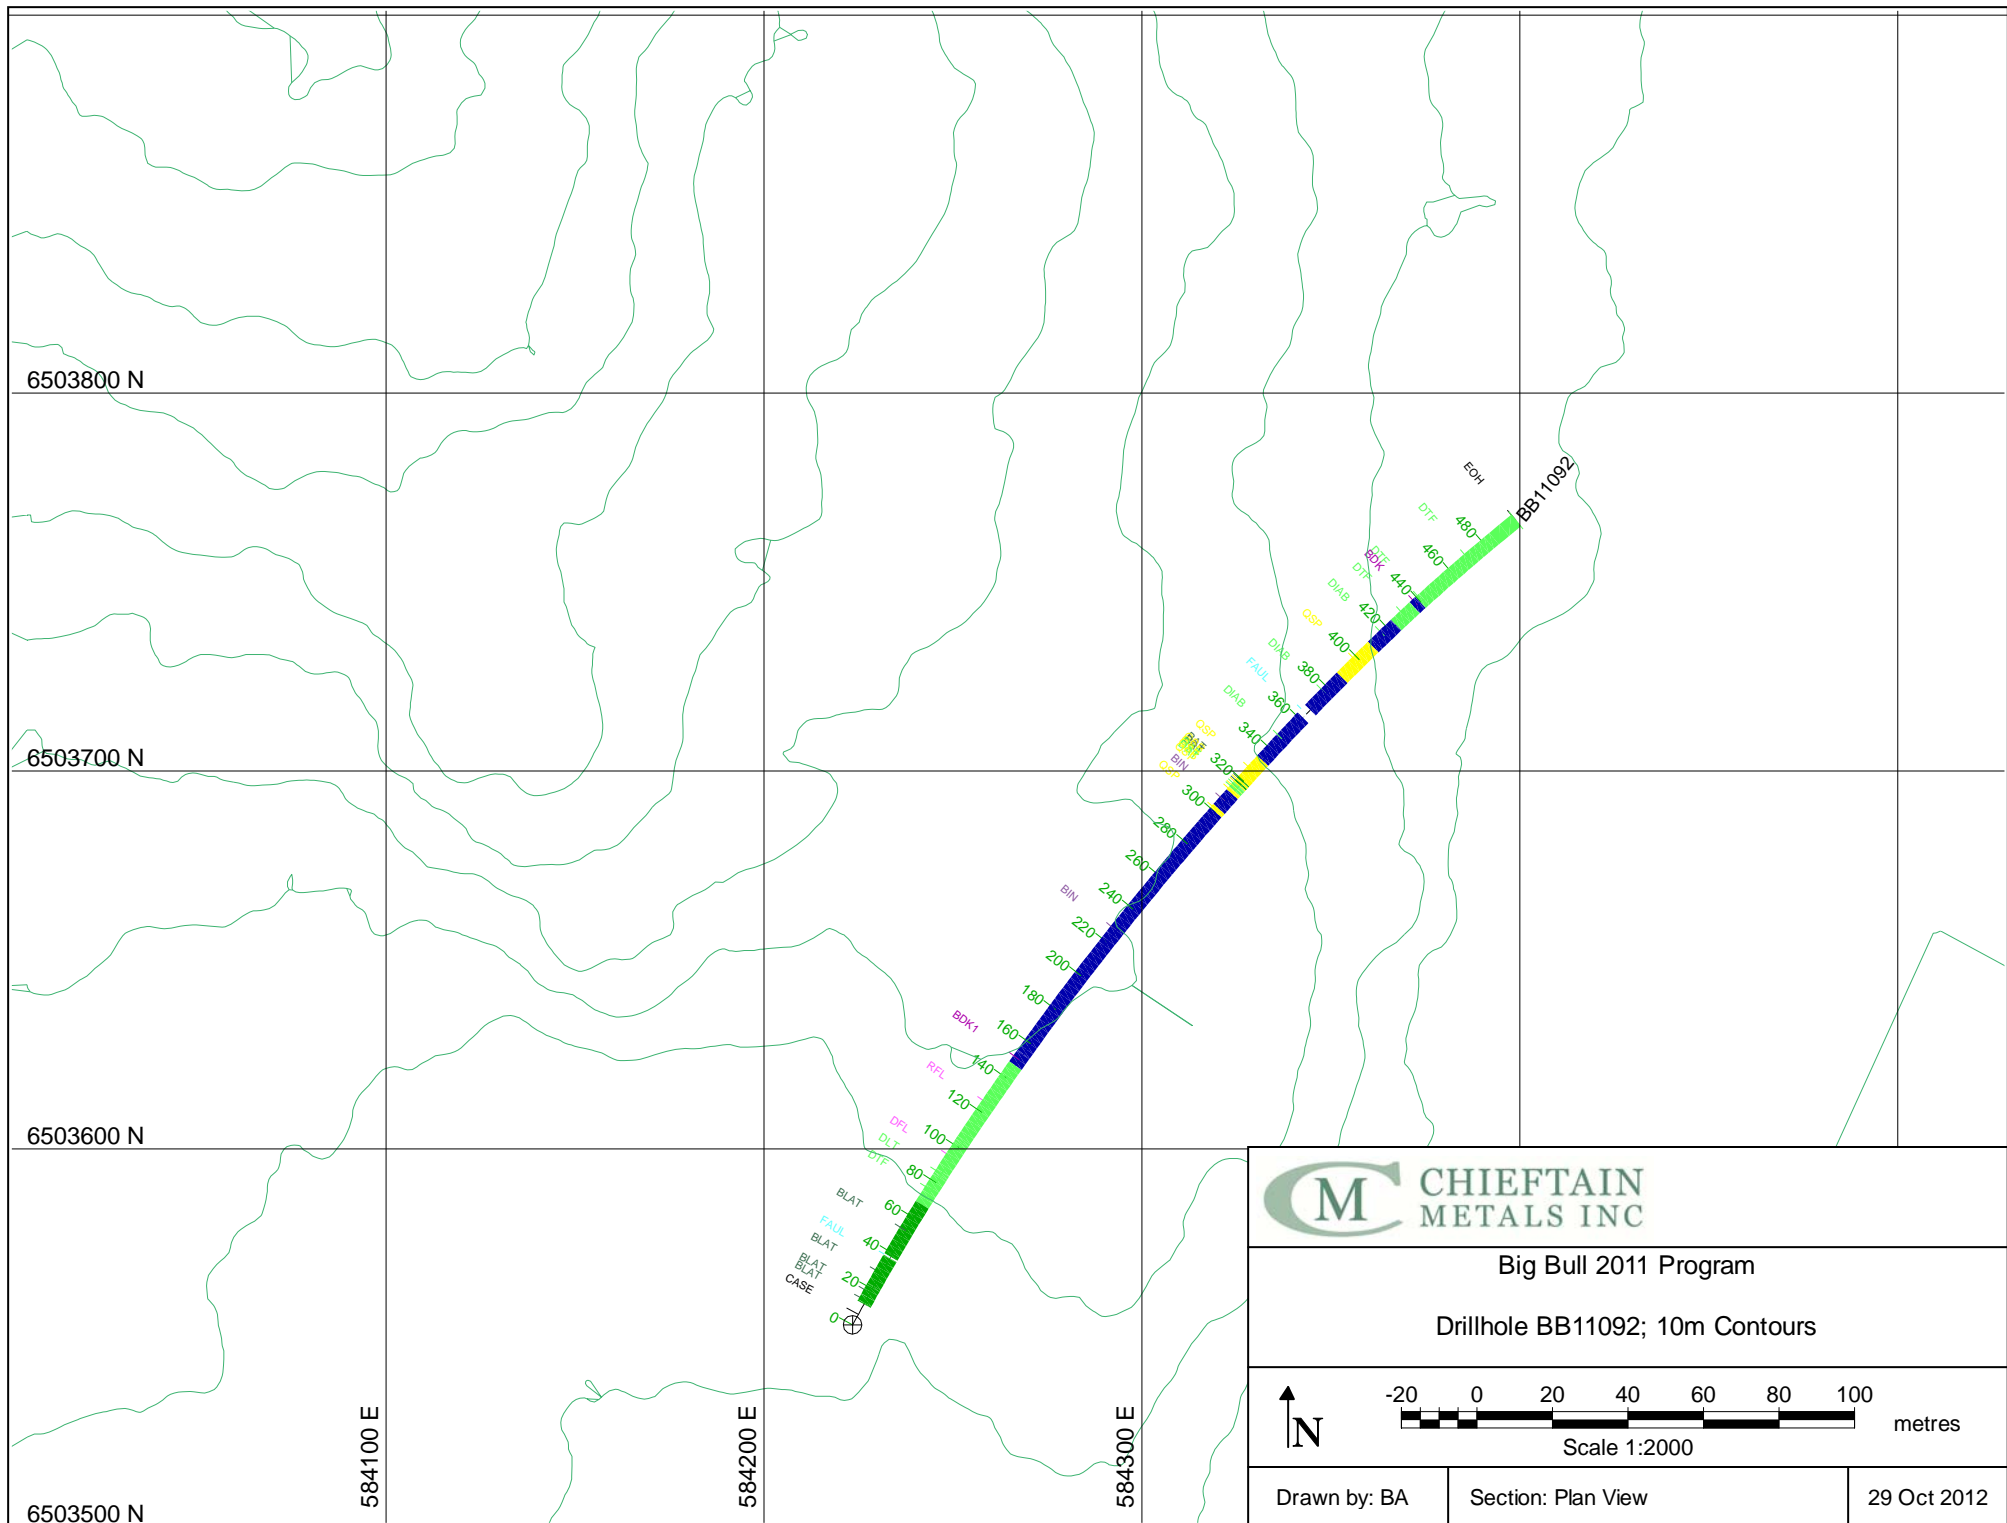 6503800 N
6503700 N
6503600 N
6503500 N
584100 E
584200 E
584300 E
BB11092
EOH
DTF
480
460
DTF
BDK
DTF
440
DIAB
420
QSP
400
DIAB
380
FAUL
360
DIAB
340
QSP
BAT
320
BIN
QSP
300
280
260
BIN
240
220
200
180
BDK1
160
140
RFL
120
DFL
100
DLT
DTF
80
BLAT
60
FAUL
BLAT
40
BLAT
BLAT
20
CASE
0
CM CHIEFTAIN
METALS INC
Big Bull 2011 Program
Drillhole BB11092; 10m Contours
N
-20 0 20 40 60 80 100
metres
Scale 1:2000
Drawn by: BA
Section: Plan View
29 Oct 2012